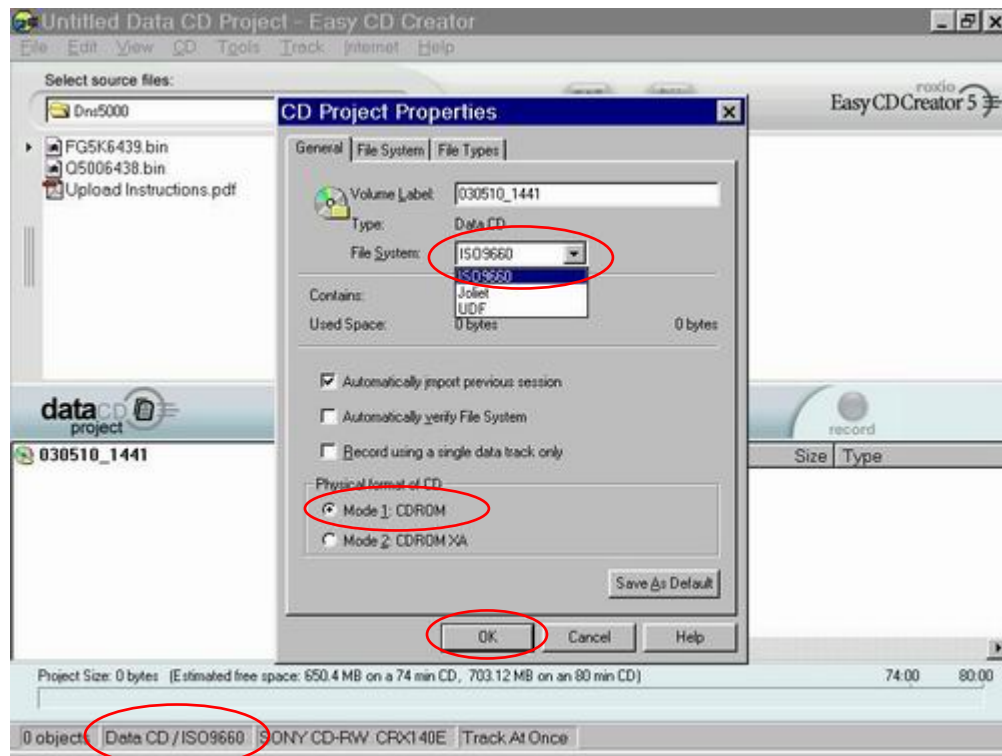 Untitled Data CD Project - Easy CD Creator
File Edit View CD Tools Track Internet Help
Select source files:
Dns5000
roxio
Easy CD Creator 5
FG5K6439.bin
Q5006438.bin
Upload Instructions.pdf
CD Project Properties
General File System File Types
Volume Label: 030510_1441
Type: Data CD
File System: ISO9660
ISO9660
Joliet
UDF
Contains:
Used Space: 0 bytes 0 bytes
Automatically import previous session
Automatically verify File System
Record using a single data track only
Physical format of CD
Mode 1: CDROM
Mode 2: CDROM XA
Save As Default
OK Cancel Help
datacd
project
record
030510_1441
Size Type
Project Size: 0 bytes (Estimated free space: 650.4 MB on a 74 min CD, 703.12 MB on an 80 min CD)
74:00 80:00
0 objects Data CD / ISO9660 SONY CD-RW CRX140E Track At Once